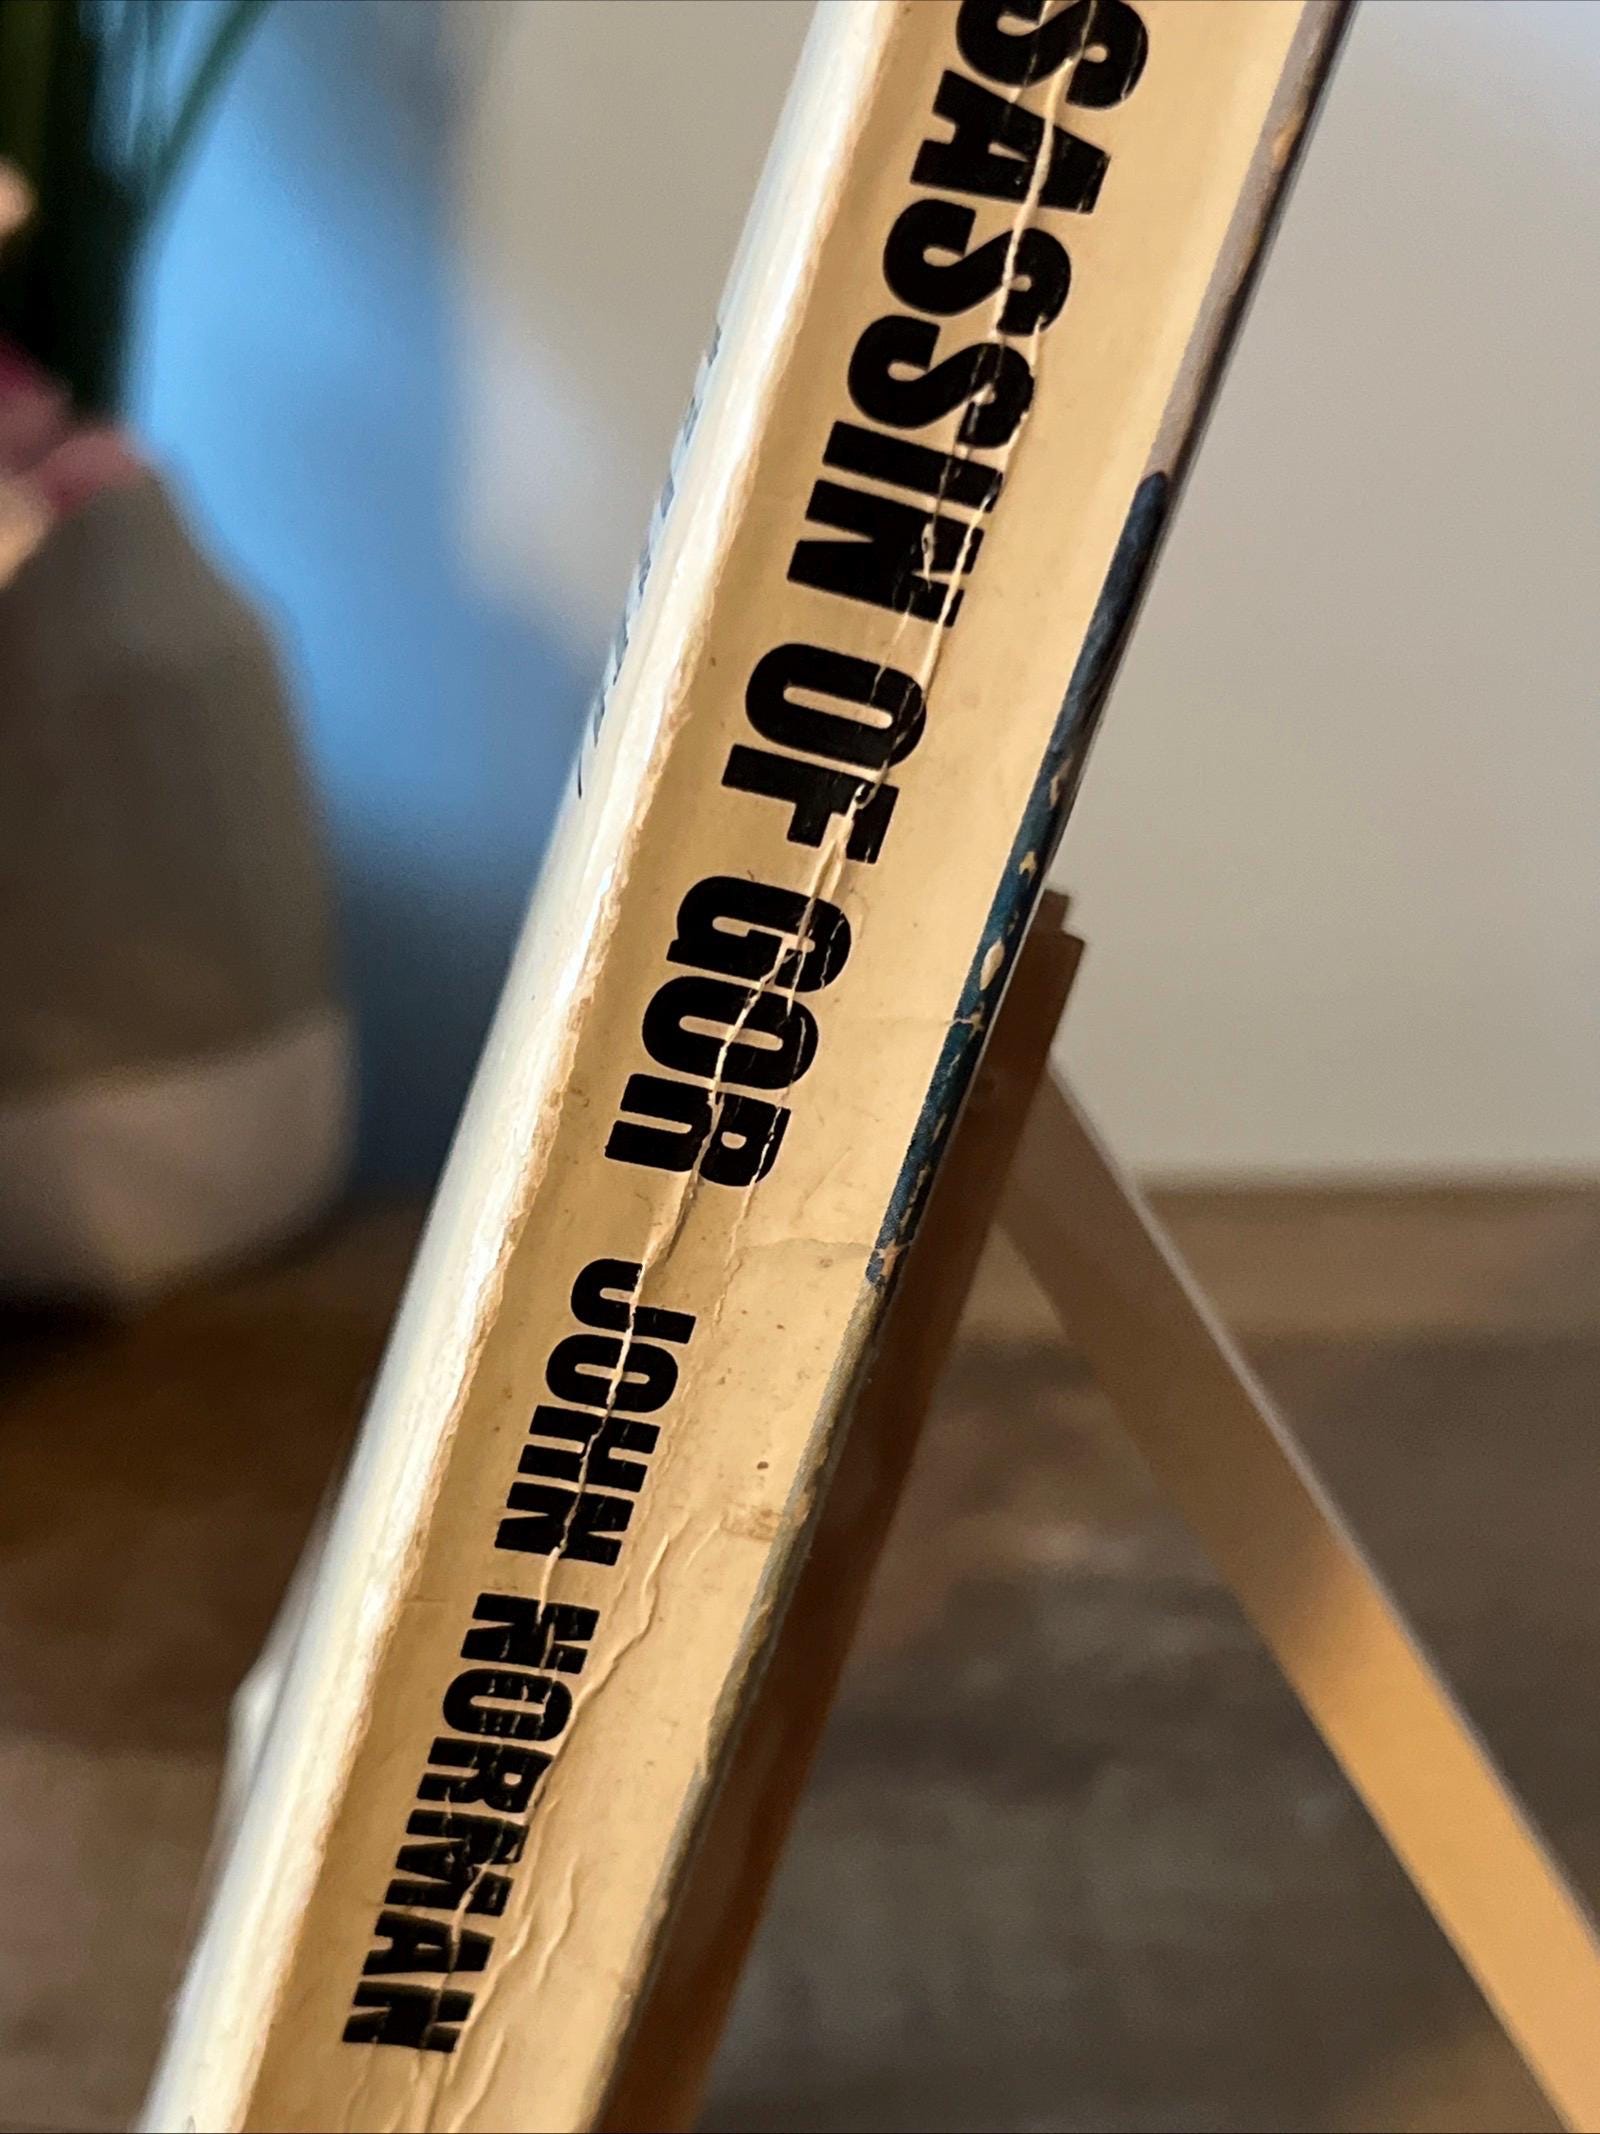 SASSIN OF GOR JOHN NORMAN